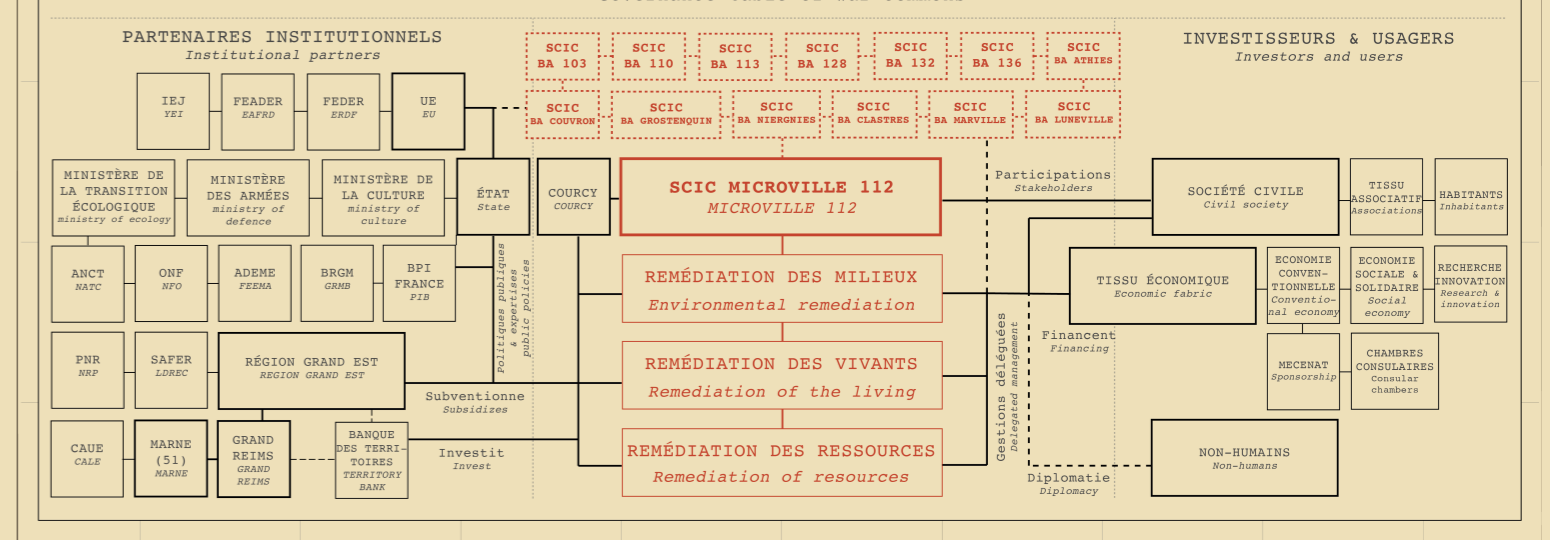 PARTENAIRES INSTITUTIONNELS
Institutional partners
INVESTISSEURS & USAGERS
Investors and users
SCIC
BA 103
SCIC
BA 110
SCIC
BA 113
SCIC
BA 128
SCIC
BA 132
SCIC
BA 136
SCIC
BA ATHIES
SCIC
BA COUVRON
SCIC
BA GROSTENQUIN
SCIC
BA NIERGNIES
SCIC
BA CLASTRES
SCIC
BA MARVILLE
SCIC
BA LUNEVILLE
IEJ
YEI
FEADER
EAFRD
FEDER
ERDF
UE
EU
MINISTÈRE DE
LA TRANSITION
ÉCOLOGIQUE
ministry of ecology
MINISTÈRE
DES ARMÉES
ministry of
defence
MINISTÈRE DE
LA CULTURE
ministry of
culture
ÉTAT
State
COURCY
COURCY
SCIC MICROVILLE 112
MICROVILLE 112
Participations
Stakeholders
SOCIÉTÉ CIVILE
Civil society
TISSU
ASSOCIATIF
Associations
HABITANTS
Inhabitants
ANCT
NATC
ONF
NFO
ADEME
FEEMA
BRGM
GRMB
BPI
FRANCE
PIB
Politiques publiques
& expertises
public policies
REMÉDIATION DES MILIEUX
Environmental remediation
TISSU ÉCONOMIQUE
Economic fabric
ECONOMIE
CONVEN-
TIONNELLE
Conventio-
nal economy
ECONOMIE
SOCIALE &
SOLIDAIRE
Social
economy
RECHERCHE
INNOVATION
Research &
innovation
PNR
NRP
SAFER
LDREC
RÉGION GRAND EST
REGION GRAND EST
Subventionne
Subsidizes
REMÉDIATION DES VIVANTS
Remediation of the living
Financent
Financing
Gestions déléguées
Delegated management
MECENAT
Sponsorship
CHAMBRES
CONSULAIRES
Consular
chambers
CAUE
CALE
MARNE
(51)
MARNE
GRAND
REIMS
GRAND
REIMS
BANQUE
DES TERRI-
TOIRES
TERRITORY
BANK
Investit
Invest
REMÉDIATION DES RESSOURCES
Remediation of resources
Diplomatie
Diplomacy
NON-HUMAINS
Non-humans